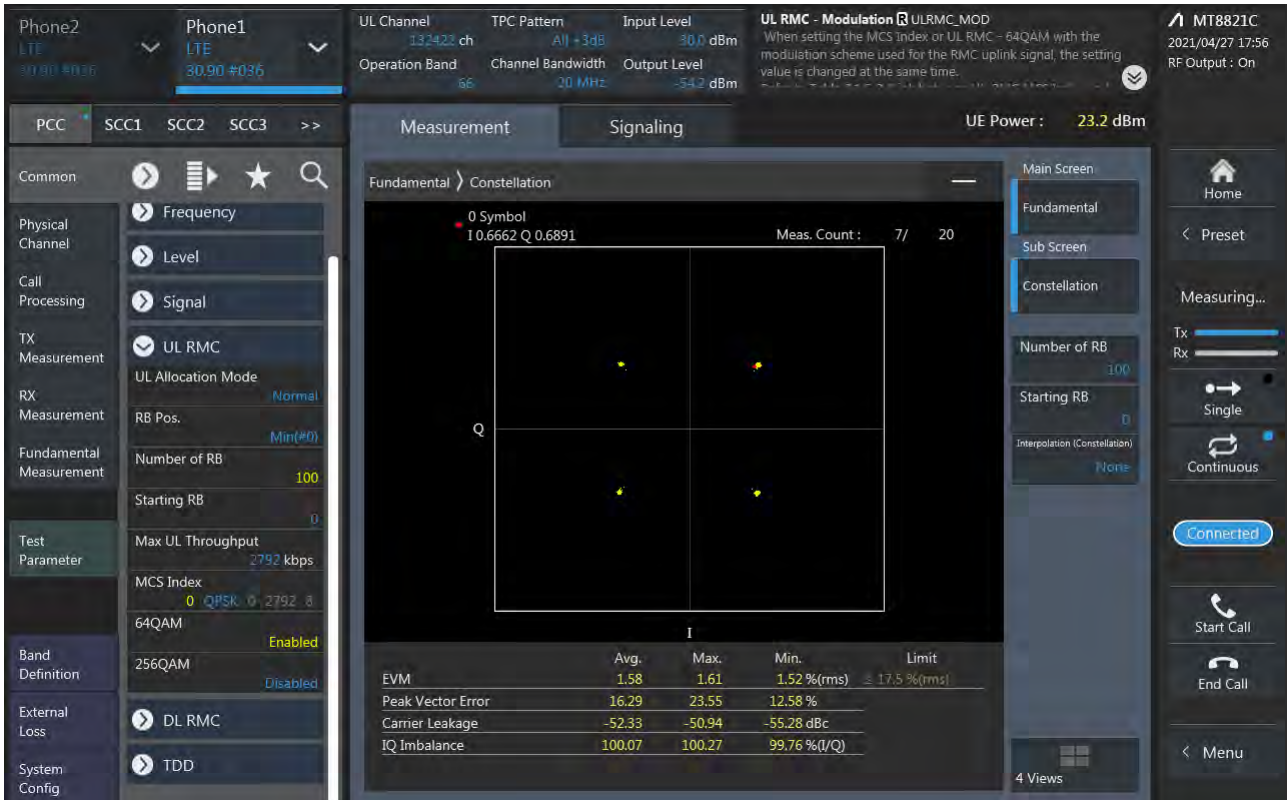 Phone2
LTE
30.90 #036
Phone1
LTE
30.90 #036
UL Channel
132422 ch
TPC Pattern
All +3dB
Input Level
30.0 dBm
Operation Band
66
Channel Bandwidth
20 MHz
Output Level
-54.2 dBm
UL RMC - Modulation R ULRMC_MOD
When setting the MCS Index or UL RMC - 64QAM with the
modulation scheme used for the RMC uplink signal, the setting
value is changed at the same time.
MT8821C
2021/04/27 17:56
RF Output : On
PCC SCC1 SCC2 SCC3 >>
Measurement
Signaling
UE Power : 23.2 dBm
Common
Physical
Channel
Call
Processing
TX
Measurement
RX
Measurement
Fundamental
Measurement
Test
Parameter
Band
Definition
External
Loss
System
Config
Frequency
Level
Signal
UL RMC
UL Allocation Mode
Normal
RB Pos.
Min(#0)
Number of RB
100
Starting RB
0
Max UL Throughput
2792 kbps
MCS Index
0 QPSK 0 2792 8
64QAM
Enabled
256QAM
Disabled
DL RMC
TDD
Fundamental 〉 Constellation
0 Symbol
I 0.6662 Q 0.6891
Meas. Count : 7/ 20
Q
I
Avg. Max. Min. Limit
EVM 1.58 1.61 1.52 %(rms) ≤ 17.5 %(rms)
Peak Vector Error 16.29 23.55 12.58 %
Carrier Leakage -52.33 -50.94 -55.28 dBc
IQ Imbalance 100.07 100.27 99.76 %(I/Q)
Main Screen
Fundamental
Sub Screen
Constellation
Number of RB
100
Starting RB
0
Interpolation (Constellation)
None
4 Views
Home
< Preset
Measuring...
Tx
Rx
Single
Continuous
Connected
Start Call
End Call
< Menu